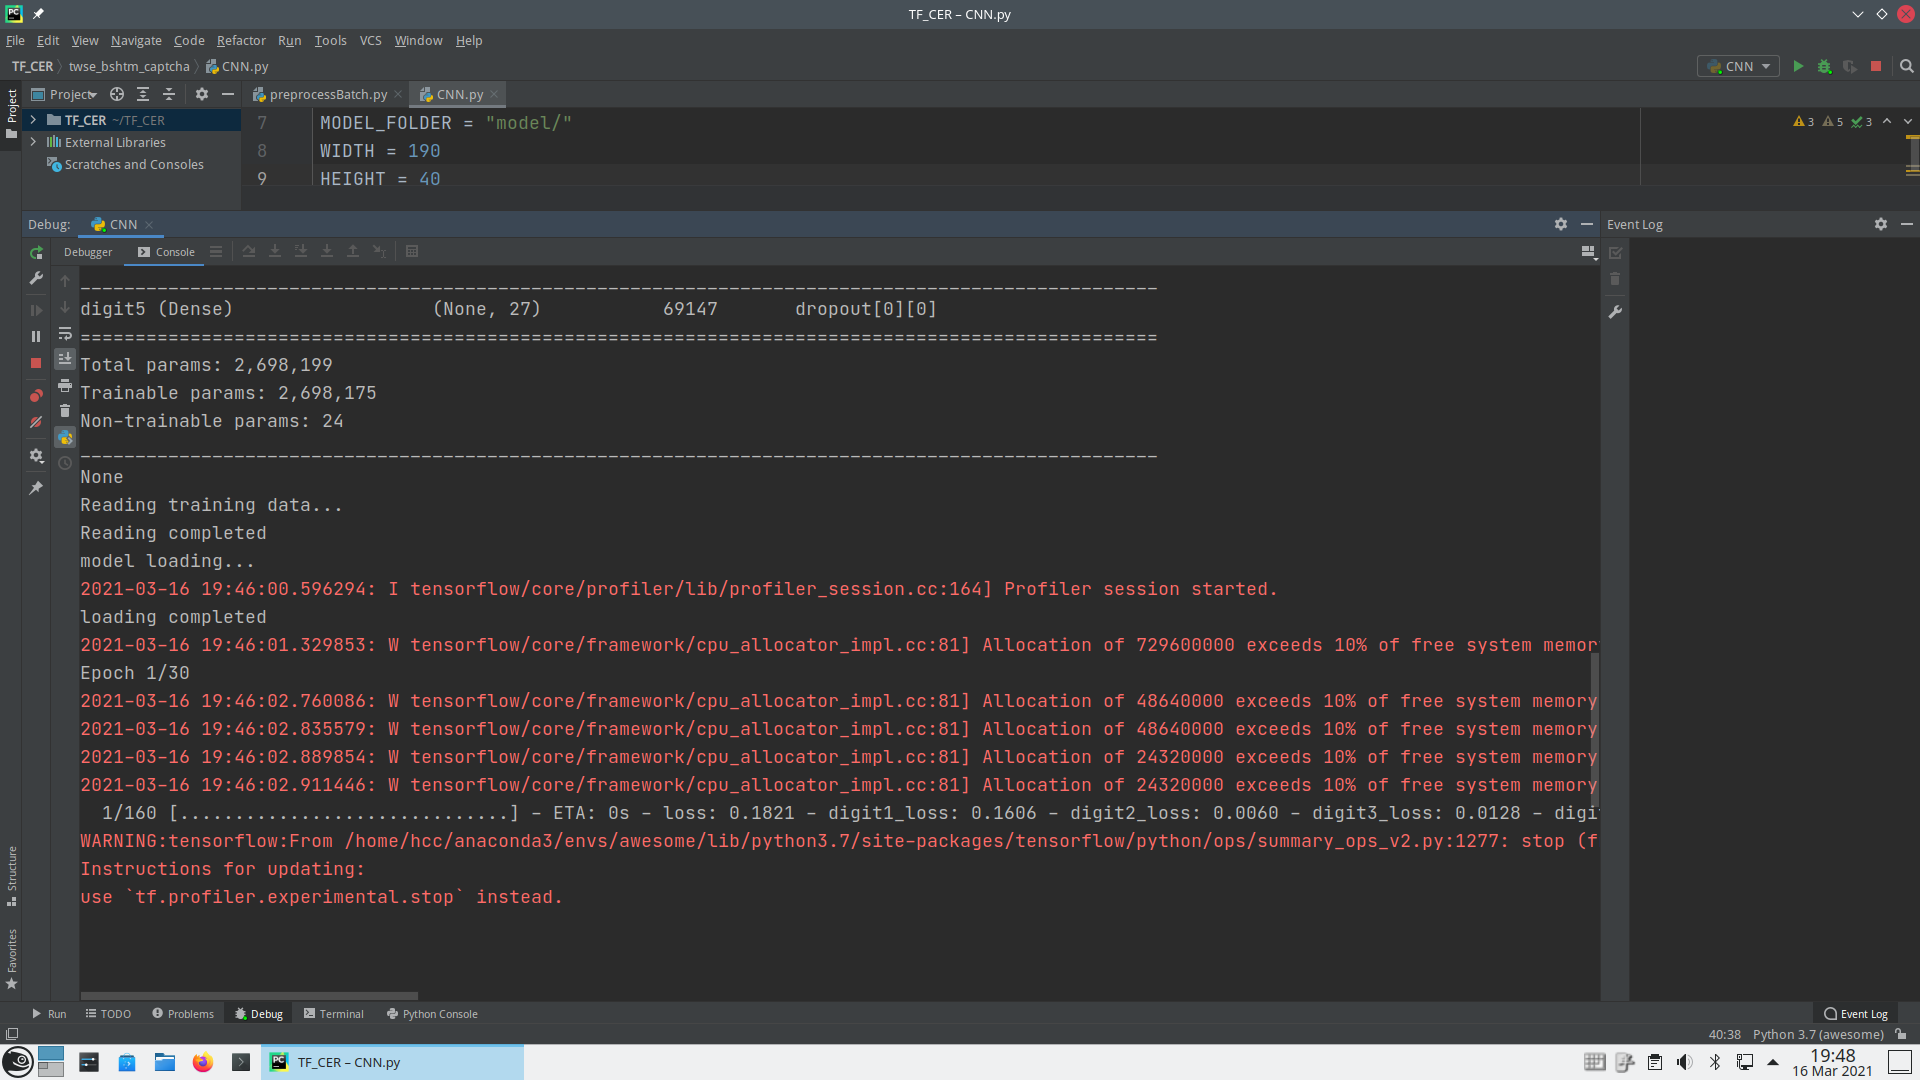 TF_CER – CNN.py
File Edit View Navigate Code Refactor Run Tools VCS Window Help
TF_CER twse_bshtm_captcha CNN.py
CNN
Project
Project
preprocessBatch.py
CNN.py
TF_CER ~/TF_CER
External Libraries
Scratches and Consoles
7 MODEL_FOLDER = "model/"
8 WIDTH = 190
9 HEIGHT = 40
3 5 3
Debug: CNN
Event Log
Debugger Console
digit5 (Dense) (None, 27) 69147 dropout[0][0]
==================================================================================================
Total params: 2,698,199
Trainable params: 2,698,175
Non-trainable params: 24
__________________________________________________________________________________________________
None
Reading training data...
Reading completed
model loading...
2021-03-16 19:46:00.596294: I tensorflow/core/profiler/lib/profiler_session.cc:164] Profiler session started.
loading completed
2021-03-16 19:46:01.329853: W tensorflow/core/framework/cpu_allocator_impl.cc:81] Allocation of 729600000 exceeds 10% of free system memor
Epoch 1/30
2021-03-16 19:46:02.760086: W tensorflow/core/framework/cpu_allocator_impl.cc:81] Allocation of 48640000 exceeds 10% of free system memory
2021-03-16 19:46:02.835579: W tensorflow/core/framework/cpu_allocator_impl.cc:81] Allocation of 48640000 exceeds 10% of free system memory
2021-03-16 19:46:02.889854: W tensorflow/core/framework/cpu_allocator_impl.cc:81] Allocation of 24320000 exceeds 10% of free system memory
2021-03-16 19:46:02.911446: W tensorflow/core/framework/cpu_allocator_impl.cc:81] Allocation of 24320000 exceeds 10% of free system memory
1/160 [..............................] - ETA: 0s - loss: 0.1821 - digit1_loss: 0.1606 - digit2_loss: 0.0060 - digit3_loss: 0.0128 - digi
WARNING:tensorflow:From /home/hcc/anaconda3/envs/awesome/lib/python3.7/site-packages/tensorflow/python/ops/summary_ops_v2.py:1277: stop (f
Instructions for updating:
use `tf.profiler.experimental.stop` instead.
Structure
Favorites
Run TODO Problems Debug Terminal Python Console Event Log
40:38 Python 3.7 (awesome)
TF_CER – CNN.py
19:48
16 Mar 2021